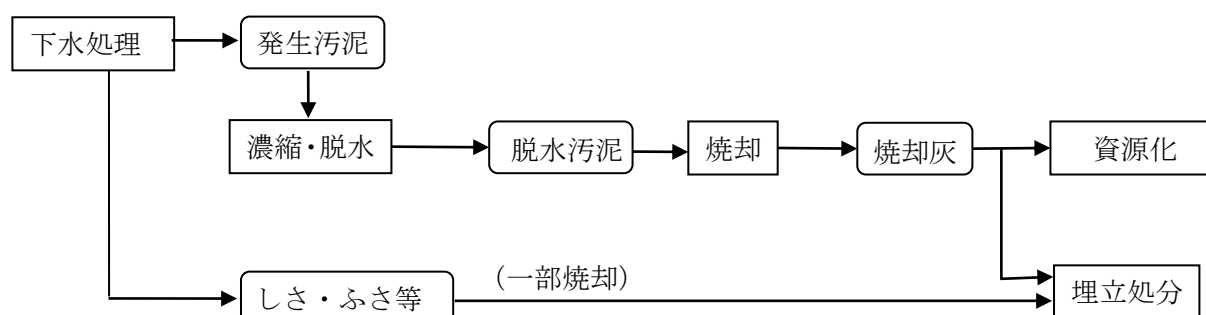 下水処理
発生汚泥
濃縮・脱水
脱水汚泥
焼却
焼却灰
資源化
(一部焼却)
しさ・ふさ等
埋立処分